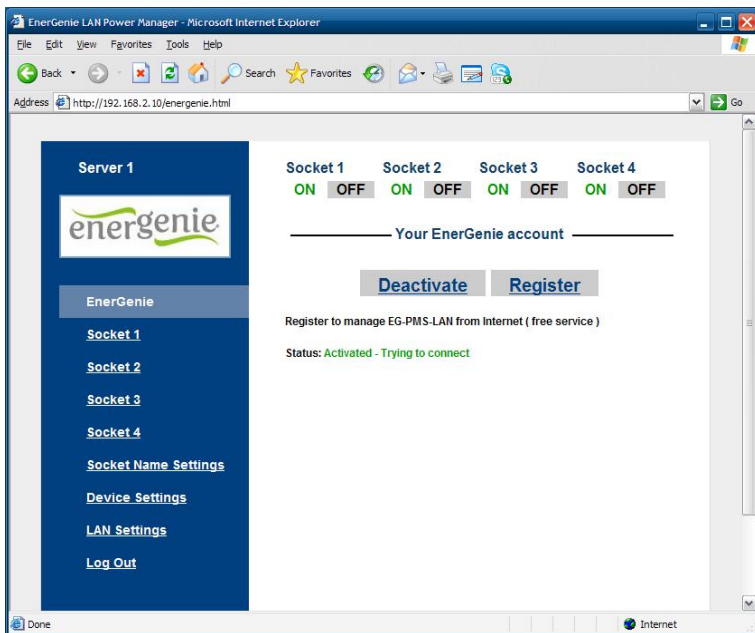 EnerGenie LAN Power Manager - Microsoft Internet Explorer
File Edit View Favorites Tools Help
Back Search Favorites
Address http://192.168.2.10/energenie.html Go
Server 1
energenie
EnerGenie
Socket 1
Socket 2
Socket 3
Socket 4
Socket Name Settings
Device Settings
LAN Settings
Log Out
Socket 1 Socket 2 Socket 3 Socket 4
ON OFF ON OFF ON OFF ON OFF
Your EnerGenie account
Deactivate Register
Register to manage EG-PMS-LAN from Internet ( free service )
Status: Activated - Trying to connect
Done Internet